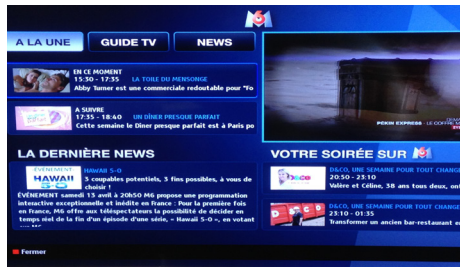 M6
A LA UNE
GUIDE TV
NEWS
EN CE MOMENT
15:30 - 17:35 LA TOILE DU MENSONGE
Abby Turner est une commerciale redoutable pour "Fo
A SUIVRE
17:35 - 18:40 UN DÎNER PRESQUE PARFAIT
Cette semaine le Dîner presque parfait est à Paris po
PÉKIN EXPRESS - LE COFFRE M
LA DERNIÈRE NEWS
ÉVÉNEMENT
HAWAII
5-0
HAWAII 5-0
3 coupables potentiels, 3 fins possibles, à vous de
choisir !
ÉVÉNEMENT samedi 13 avril à 20h50 M6 propose une programmation
interactive exceptionnelle et inédite en France : Pour la première fois
en France, M6 offre aux téléspectateurs la possibilité de décider en
temps réel de la fin d'un épisode d'une série, « Hawaii 5-0 », en votant
VOTRE SOIRÉE SUR M6
D&CO
D&CO, UNE SEMAINE POUR TOUT CHANGE
20:50 - 23:10
Valère et Céline, 38 ans tous deux, ont
D&CO, UNE SEMAINE POUR TOUT CHANGE
23:10 - 01:35
Transformer un ancien bar-restaurant e
Fermer